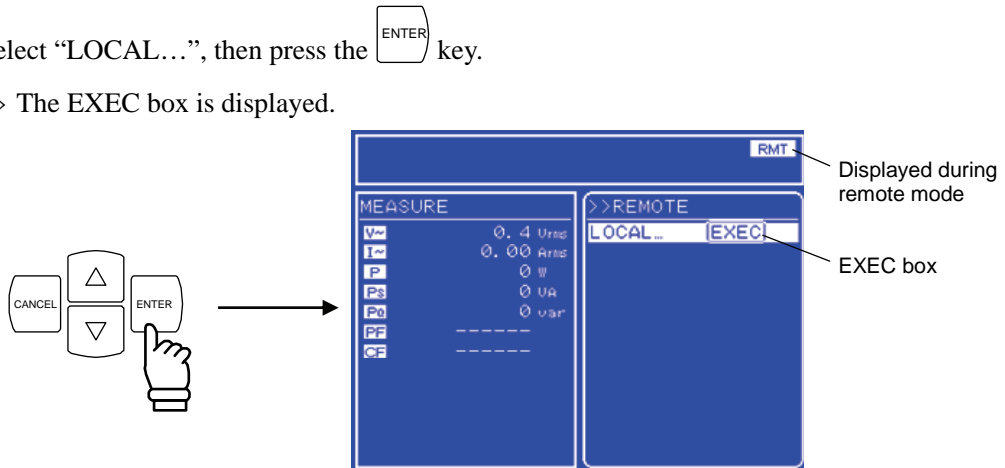 elect “LOCAL…”, then press the ENTER key.
The EXEC box is displayed.
RMT
Displayed during
remote mode
MEASURE
>>REMOTE
V~ 0.4 Vrms
LOCAL… [EXEC]
I~ 0.00 Arms
EXEC box
P 0 W
Ps 0 VA
PQ 0 var
PF ------
CF ------
CANCEL
ENTER